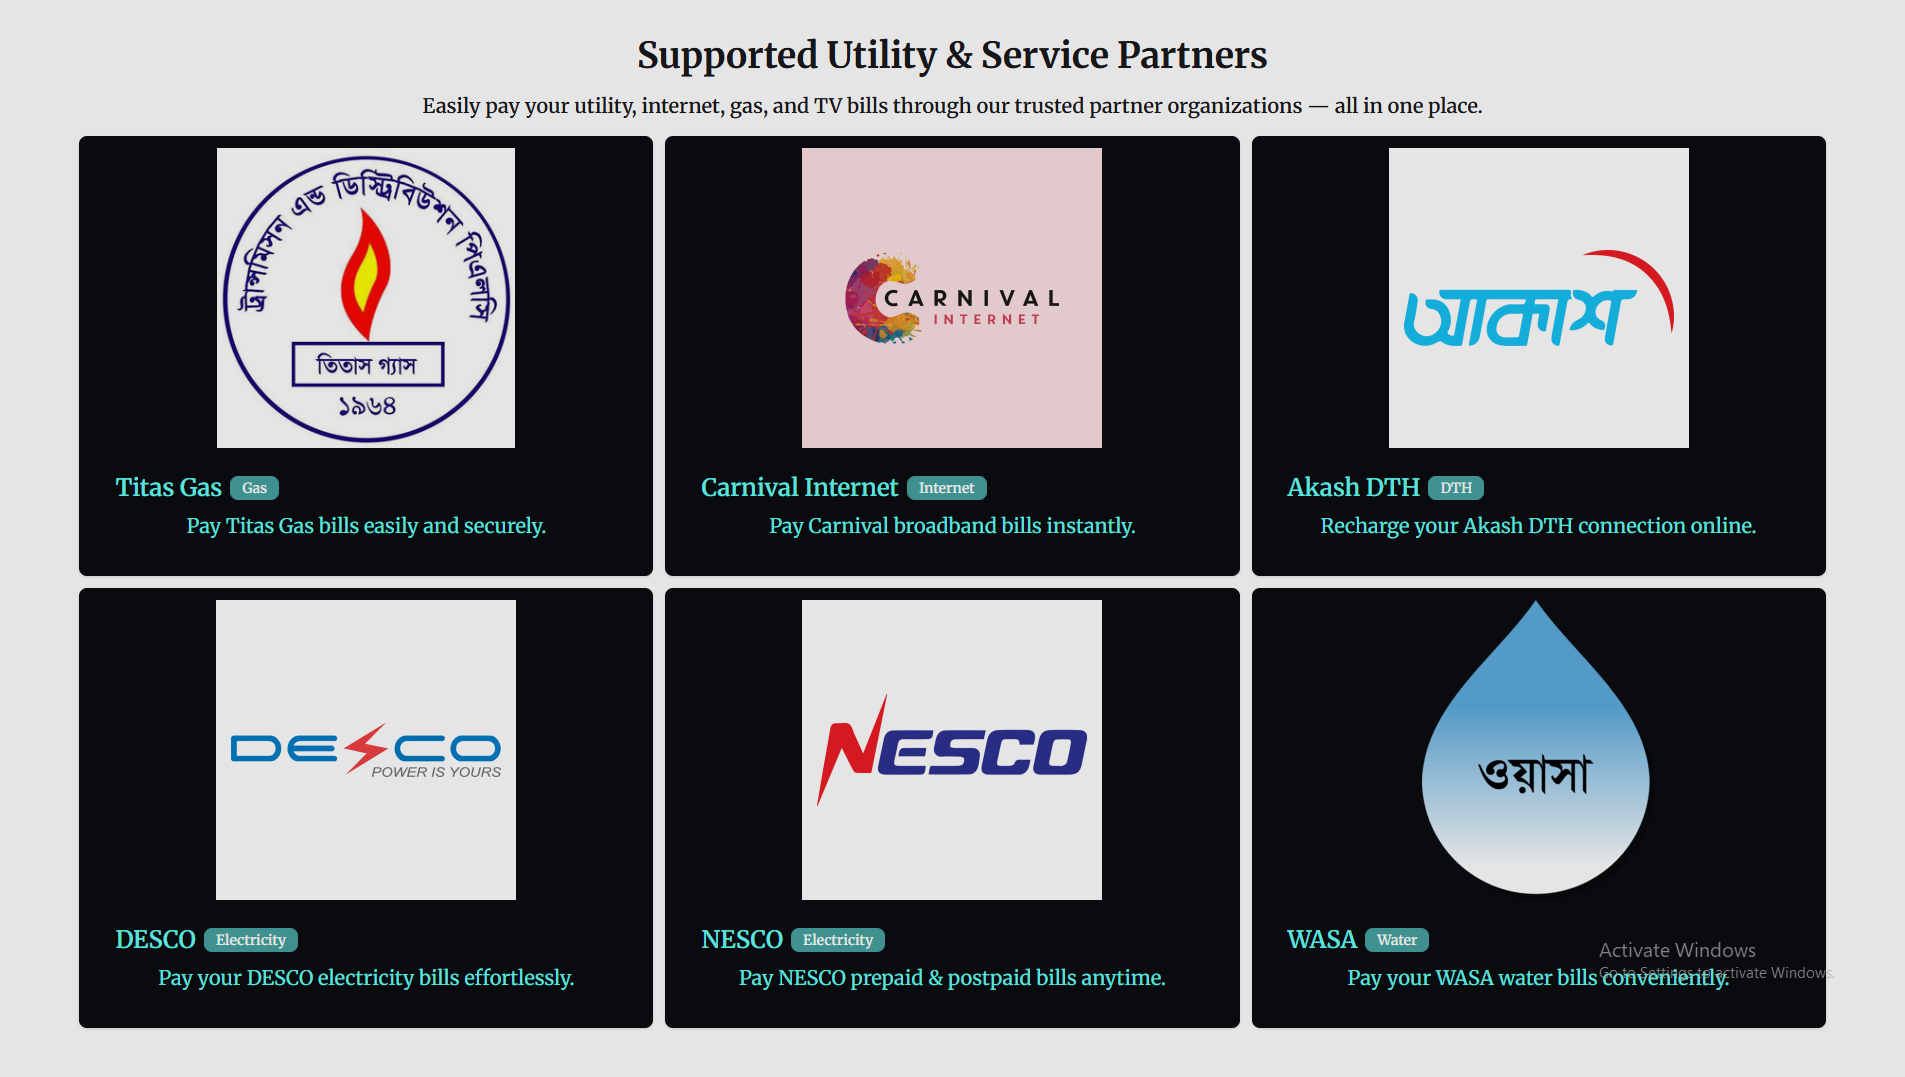 Supported Utility & Service Partners
Easily pay your utility, internet, gas, and TV bills through our trusted partner organizations — all in one place.
ট্রান্সমিসন এন্ড ডিস্ট্রিবিউশন পিএলসি
তিতাস গ্যাস
১৯৬৪
CARNIVAL
INTERNET
আকাশ
Titas Gas Gas
Pay Titas Gas bills easily and securely.
Carnival Internet Internet
Pay Carnival broadband bills instantly.
Akash DTH DTH
Recharge your Akash DTH connection online.
DESCO
POWER IS YOURS
NESCO
ওয়াসা
DESCO Electricity
Pay your DESCO electricity bills effortlessly.
NESCO Electricity
Pay NESCO prepaid & postpaid bills anytime.
WASA Water
Pay your WASA water bills conveniently.
Activate Windows
Go to Settings to activate Windows.